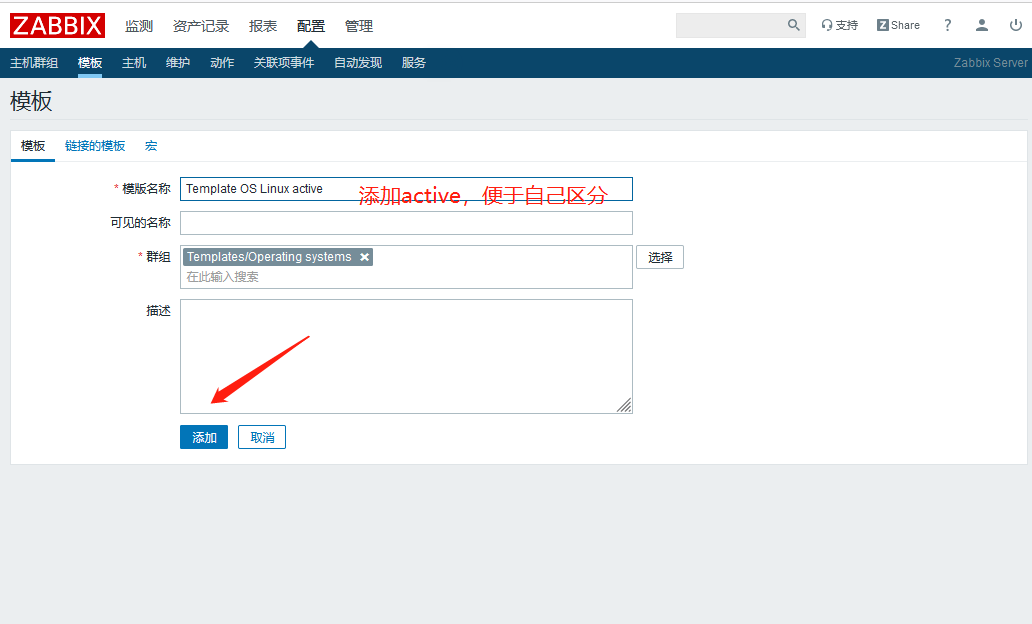 ZABBIX 监测 资产记录 报表 配置 管理 支持 Z Share ?
主机群组 模板 主机 维护 动作 关联项事件 自动发现 服务 Zabbix Server
模板
模板 链接的模板 宏
* 模版名称 Template OS Linux active 添加active，便于自己区分
可见的名称
* 群组 Templates/Operating systems × 选择
在此输入搜索
描述
添加 取消